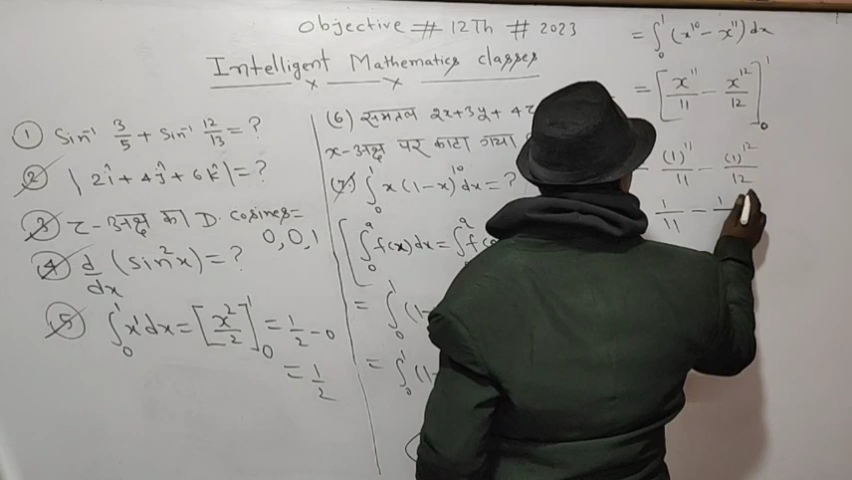 Objective # 12Th # 2023
Intelligent Mathematics classes
① Sin⁻¹ 3/5 + Sin⁻¹ 12/13 = ?
② | 2î + 4ĵ + 6k̂ | = ?
③ z-अक्ष का D. cosines =
0, 0, 1
④ d/dx (sin²x) = ?
⑤ ∫₀¹ x¹dx = [x²/2]₀¹ = 1/2 - 0
= 1/2
(6) समतल 2x+3y+4z
x-अक्ष पर काटा गया
(7) ∫₀¹ x(1-x)¹⁰dx = ?
[∫₀ᵃ f(x)dx = ∫₀ᵃ f(
= ∫₀¹ (1-
= ∫₀¹ (1-
= ∫₀¹ (x¹⁰ - x¹¹) dx
= [x¹¹/11 - x¹²/12]₀¹
= (1)¹¹/11 - (1)¹²/12
1/11 - 1